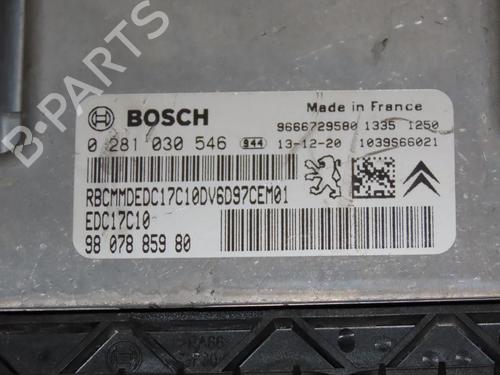 BOSCH
Made in France
9666729580 1335 1250
0 281 030 546 944 13-12-20 1039S66021
RBCMMDEDC17C10DV6D97CEM01
EDC17C10
98 078 859 80